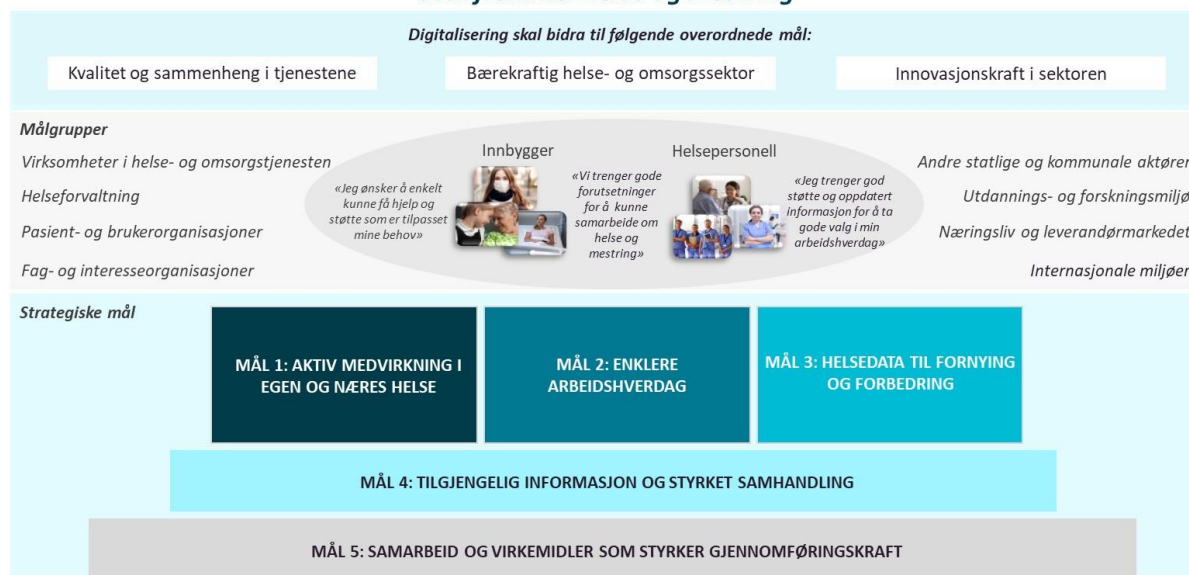 Digitalisering skal bidra til følgende overordnede mål:
Kvalitet og sammenheng i tjenestene
Bærekraftig helse- og omsorgssektor
Innovasjonskraft i sektoren
Målgrupper
Virksomheter i helse- og omsorgstjenesten
Helseforvaltning
Pasient- og brukerorganisasjoner
Fag- og interesseorganisasjoner
Innbygger
Helsepersonell
«Jeg ønsker å enkelt
kunne få hjelp og
støtte som er tilpasset
mine behov»
«Vi trenger gode
forutsetninger
for å kunne
samarbeide om
helse og
mestring»
«Jeg trenger god
støtte og oppdatert
informasjon for å ta
gode valg i min
arbeidshverdag»
Andre statlige og kommunale aktører
Utdannings- og forskningsmiljø
Næringsliv og leverandørmarkedet
Internasjonale miljøer
Strategiske mål
MÅL 1: AKTIV MEDVIRKNING I
EGEN OG NÆRES HELSE
MÅL 2: ENKLERE
ARBEIDSHVERDAG
MÅL 3: HELSEDATA TIL FORNYING
OG FORBEDRING
MÅL 4: TILGJENGELIG INFORMASJON OG STYRKET SAMHANDLING
MÅL 5: SAMARBEID OG VIRKEMIDLER SOM STYRKER GJENNOMFØRINGSKRAFT